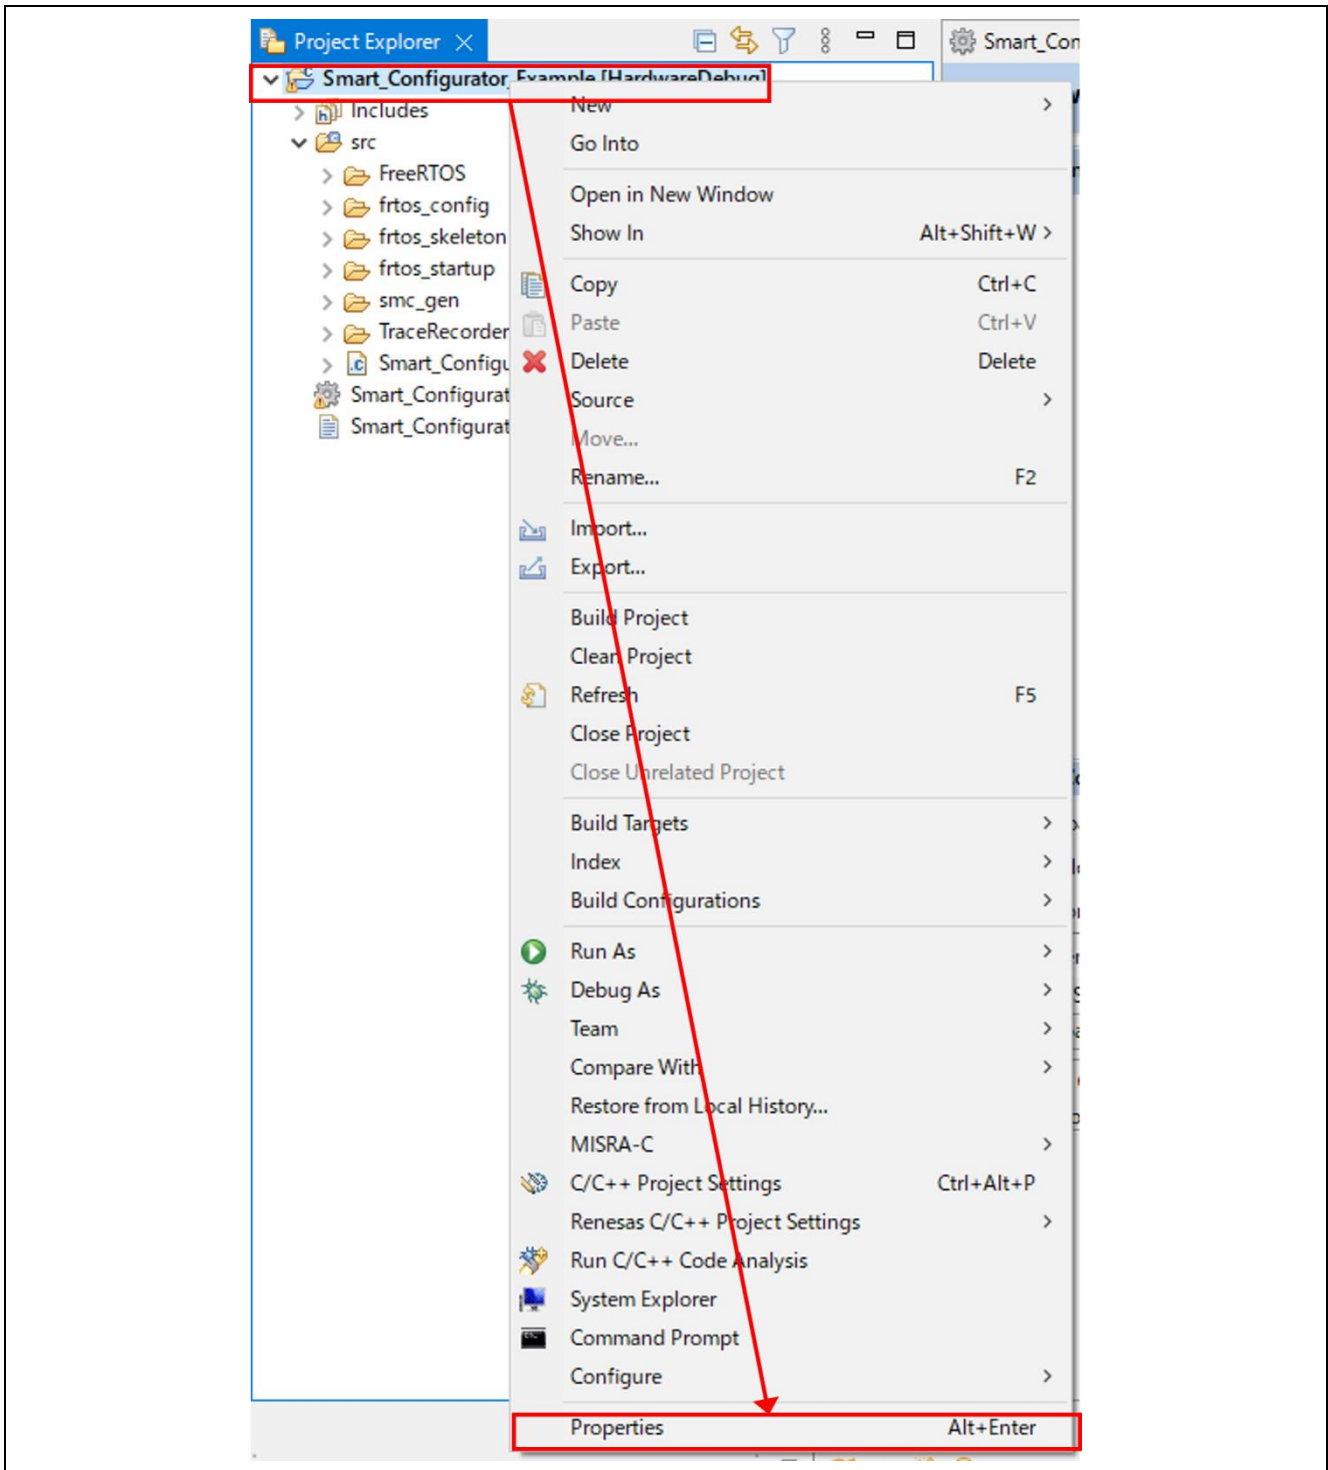 Project Explorer
Smart_Con
Smart_Configurator_Example [HardwareDebug]
Includes
src
FreeRTOS
frtos_config
frtos_skeleton
frtos_startup
smc_gen
TraceRecorder
Smart_Configu
Smart_Configurat
Smart_Configurat
New
Go Into
Open in New Window
Show In Alt+Shift+W
Copy Ctrl+C
Paste Ctrl+V
Delete Delete
Source
Move...
Rename... F2
Import...
Export...
Build Project
Clean Project
Refresh F5
Close Project
Close Unrelated Project
Build Targets
Index
Build Configurations
Run As
Debug As
Team
Compare With
Restore from Local History...
MISRA-C
C/C++ Project Settings Ctrl+Alt+P
Renesas C/C++ Project Settings
Run C/C++ Code Analysis
System Explorer
Command Prompt
Configure
Properties Alt+Enter